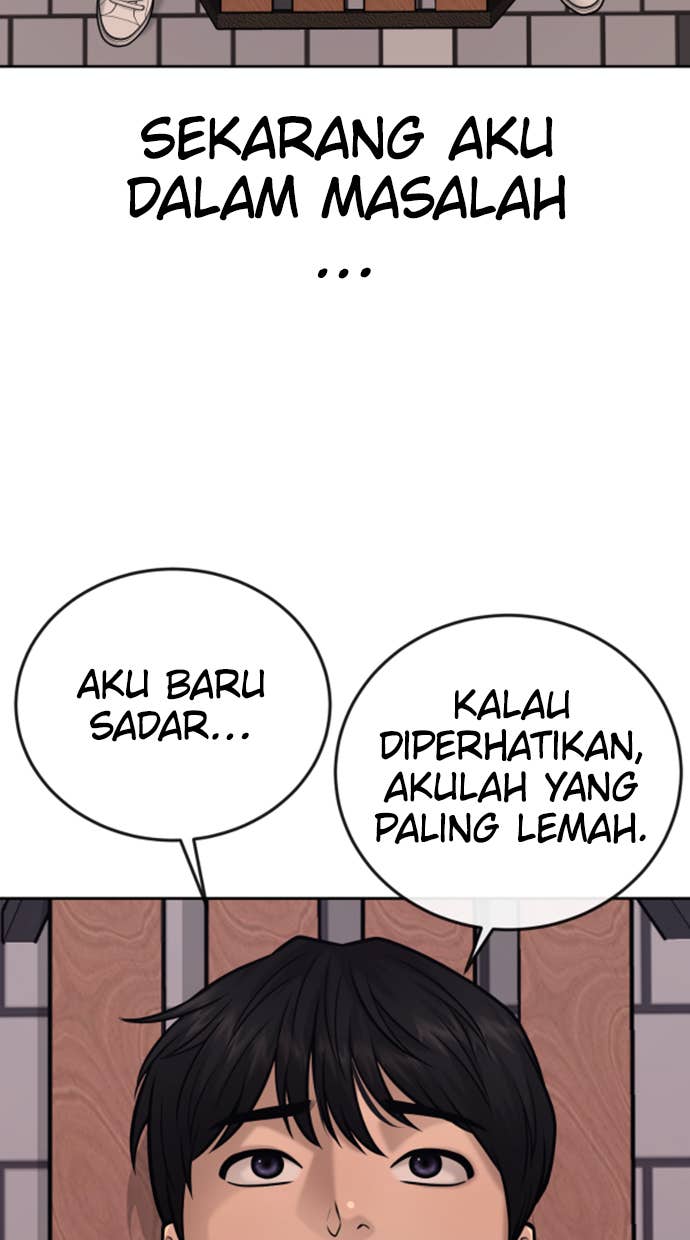 SEKARANG AKU
DALAM MASALAH
...
AKU BARU
SADAR...
KALAU
DIPERHATIKAN,
AKULAH YANG
PALING LEMAH.